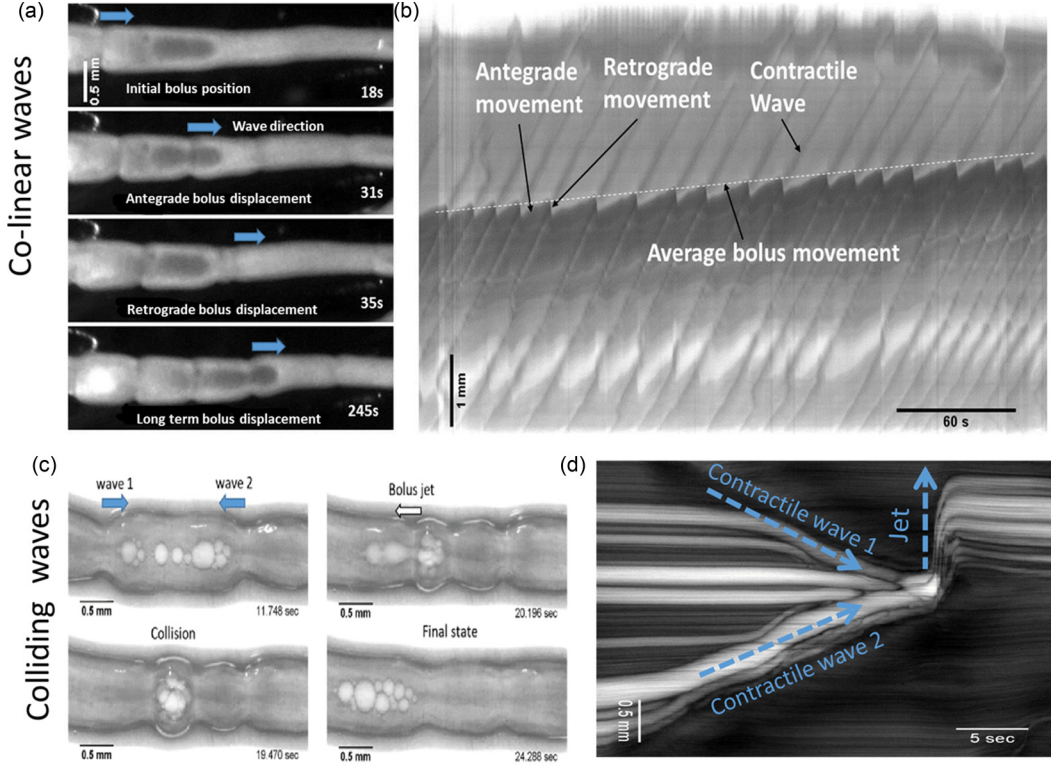 Co-linear waves
(a)
0.5 mm
Initial bolus position
18s
Wave direction
Antegrade bolus displacement
31s
Retrograde bolus displacement
35s
Long term bolus displacement
245s
(b)
Antegrade
movement
Retrograde
movement
Contractile
Wave
Average bolus movement
1 mm
60 s
Colliding waves
(c)
wave 1
wave 2
0.5 mm
11.748 sec
Bolus jet
0.5 mm
20.196 sec
Collision
0.5 mm
19.470 sec
Final state
0.5 mm
24.288 sec
(d)
Contractile wave 1
Jet
Contractile wave 2
0.5 mm
5 sec